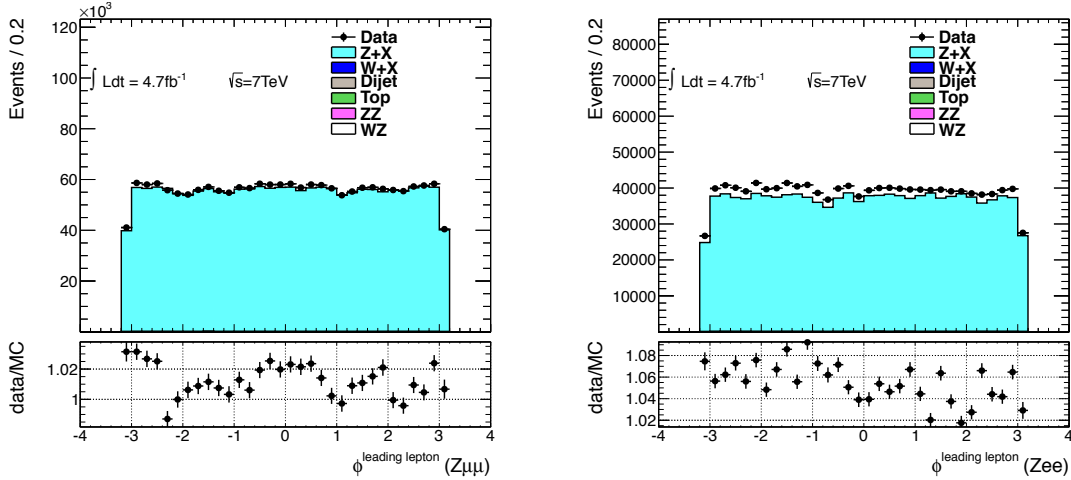 ×10³
Events / 0.2
120
100
80
60
40
20
∫ Ldt = 4.7fb⁻¹
√s=7TeV
Data
Z+X
W+X
Dijet
Top
ZZ
WZ
data/MC
1.02
1
-4 -3 -2 -1 0 1 2 3 4
ϕ^leading lepton (Zμμ)
Events / 0.2
80000
70000
60000
50000
40000
30000
20000
10000
∫ Ldt = 4.7fb⁻¹
√s=7TeV
Data
Z+X
W+X
Dijet
Top
ZZ
WZ
data/MC
1.08
1.06
1.04
1.02
-4 -3 -2 -1 0 1 2 3 4
ϕ^leading lepton (Zee)